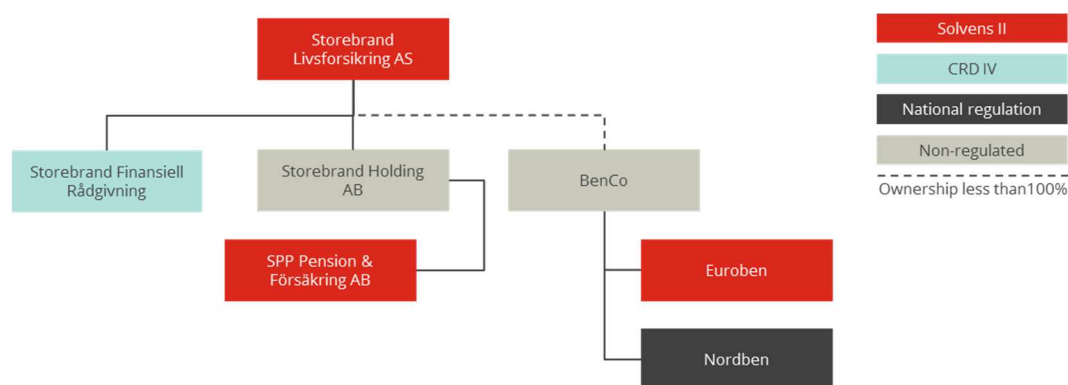 Storebrand
Livsforsikring AS
Solvens II
CRD IV
National regulation
Non-regulated
Ownership less than100%
Storebrand Finansiell
Rådgivning
Storebrand Holding
AB
BenCo
SPP Pension &
Försäkring AB
Euroben
Nordben